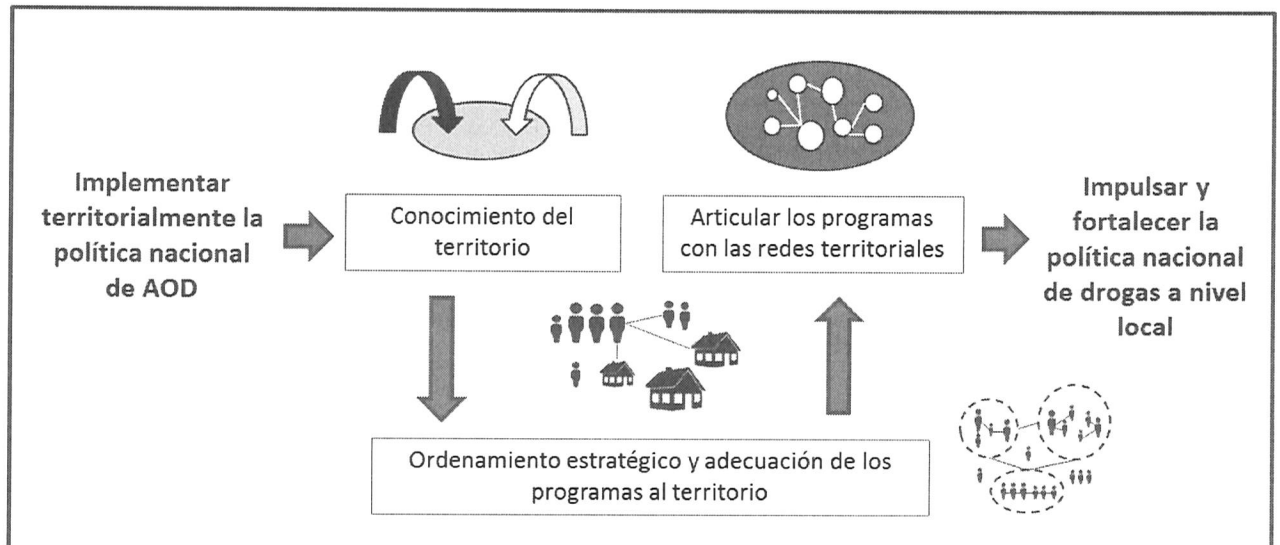 Implementar
territorialmente la
política nacional
de AOD
Conocimiento del
territorio
Ordenamiento estratégico y adecuación de los
programas al territorio
Articular los programas
con las redes territoriales
Impulsar y
fortalecer la
política nacional
de drogas a nivel
local